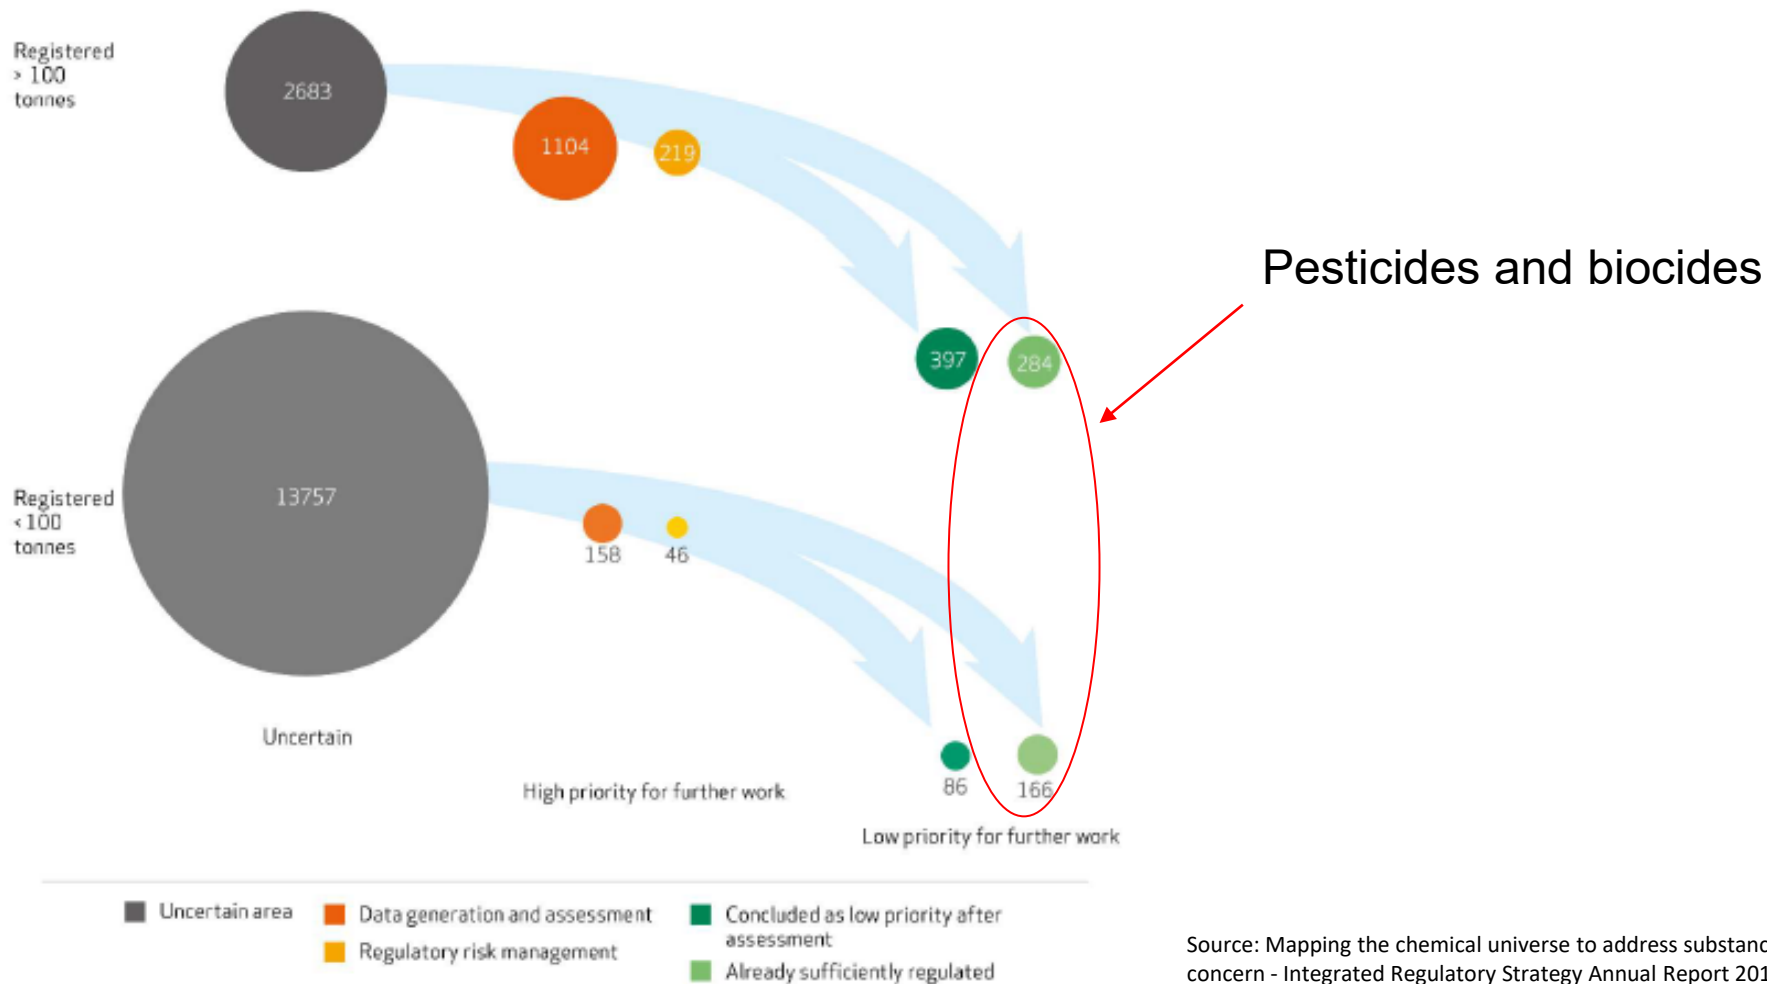 Registered
> 100
tonnes
2683
1104
219
Pesticides and biocides
397
284
Registered
<100
tonnes
13757
158
46
Uncertain
High priority for further work
86
166
Low priority for further work
Uncertain area
Data generation and assessment
Regulatory risk management
Concluded as low priority after
assessment
Already sufficiently regulated
Source: Mapping the chemical universe to address
concern - Integrated Regulatory Strategy Annual Report